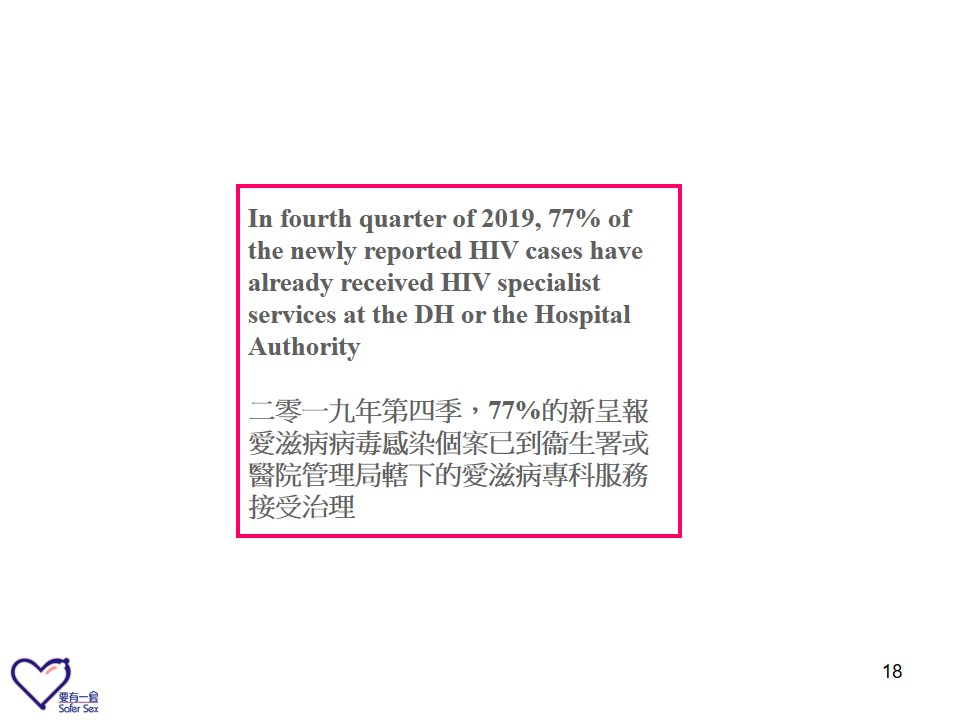 In fourth quarter of 2019, 77% of
the newly reported HIV cases have
already received HIV specialist
services at the DH or the Hospital
Authority
二零一九年第四季，77%的新呈報
愛滋病病毒感染個案已到衞生署或
醫院管理局轄下的愛滋病專科服務
接受治理
18
要有一套
Safer Sex